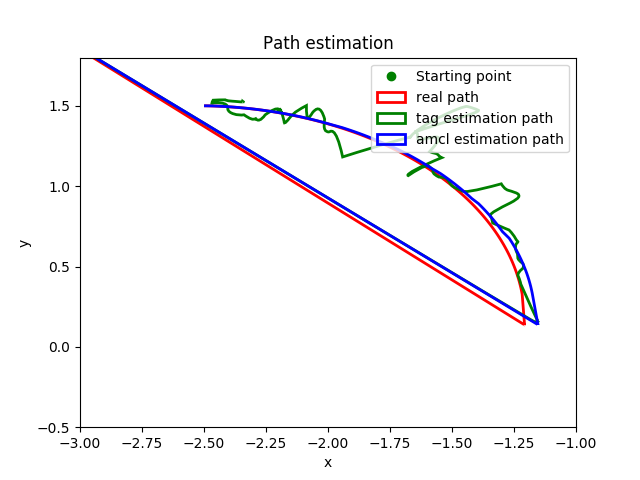 Path estimation
Starting point
real path
tag estimation path
amcl estimation path
1.5
1.0
0.5
0.0
−0.5
y
−3.00 −2.75 −2.50 −2.25 −2.00 −1.75 −1.50 −1.25 −1.00
x